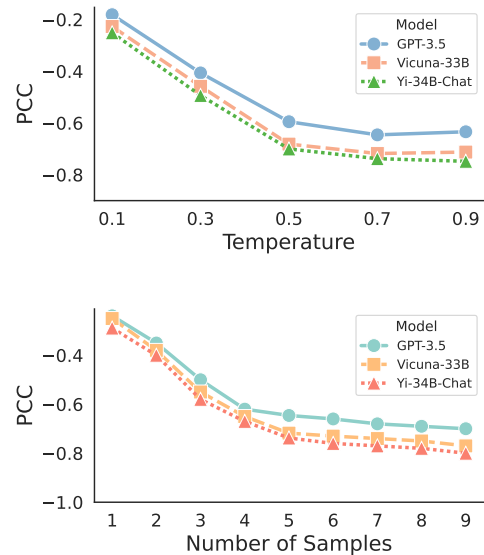 −0.2
−0.4
−0.6
−0.8
PCC
Model
GPT-3.5
Vicuna-33B
Yi-34B-Chat
0.1 0.3 0.5 0.7 0.9
Temperature
−0.4
−0.6
−0.8
−1.0
PCC
Model
GPT-3.5
Vicuna-33B
Yi-34B-Chat
1 2 3 4 5 6 7 8 9
Number of Samples